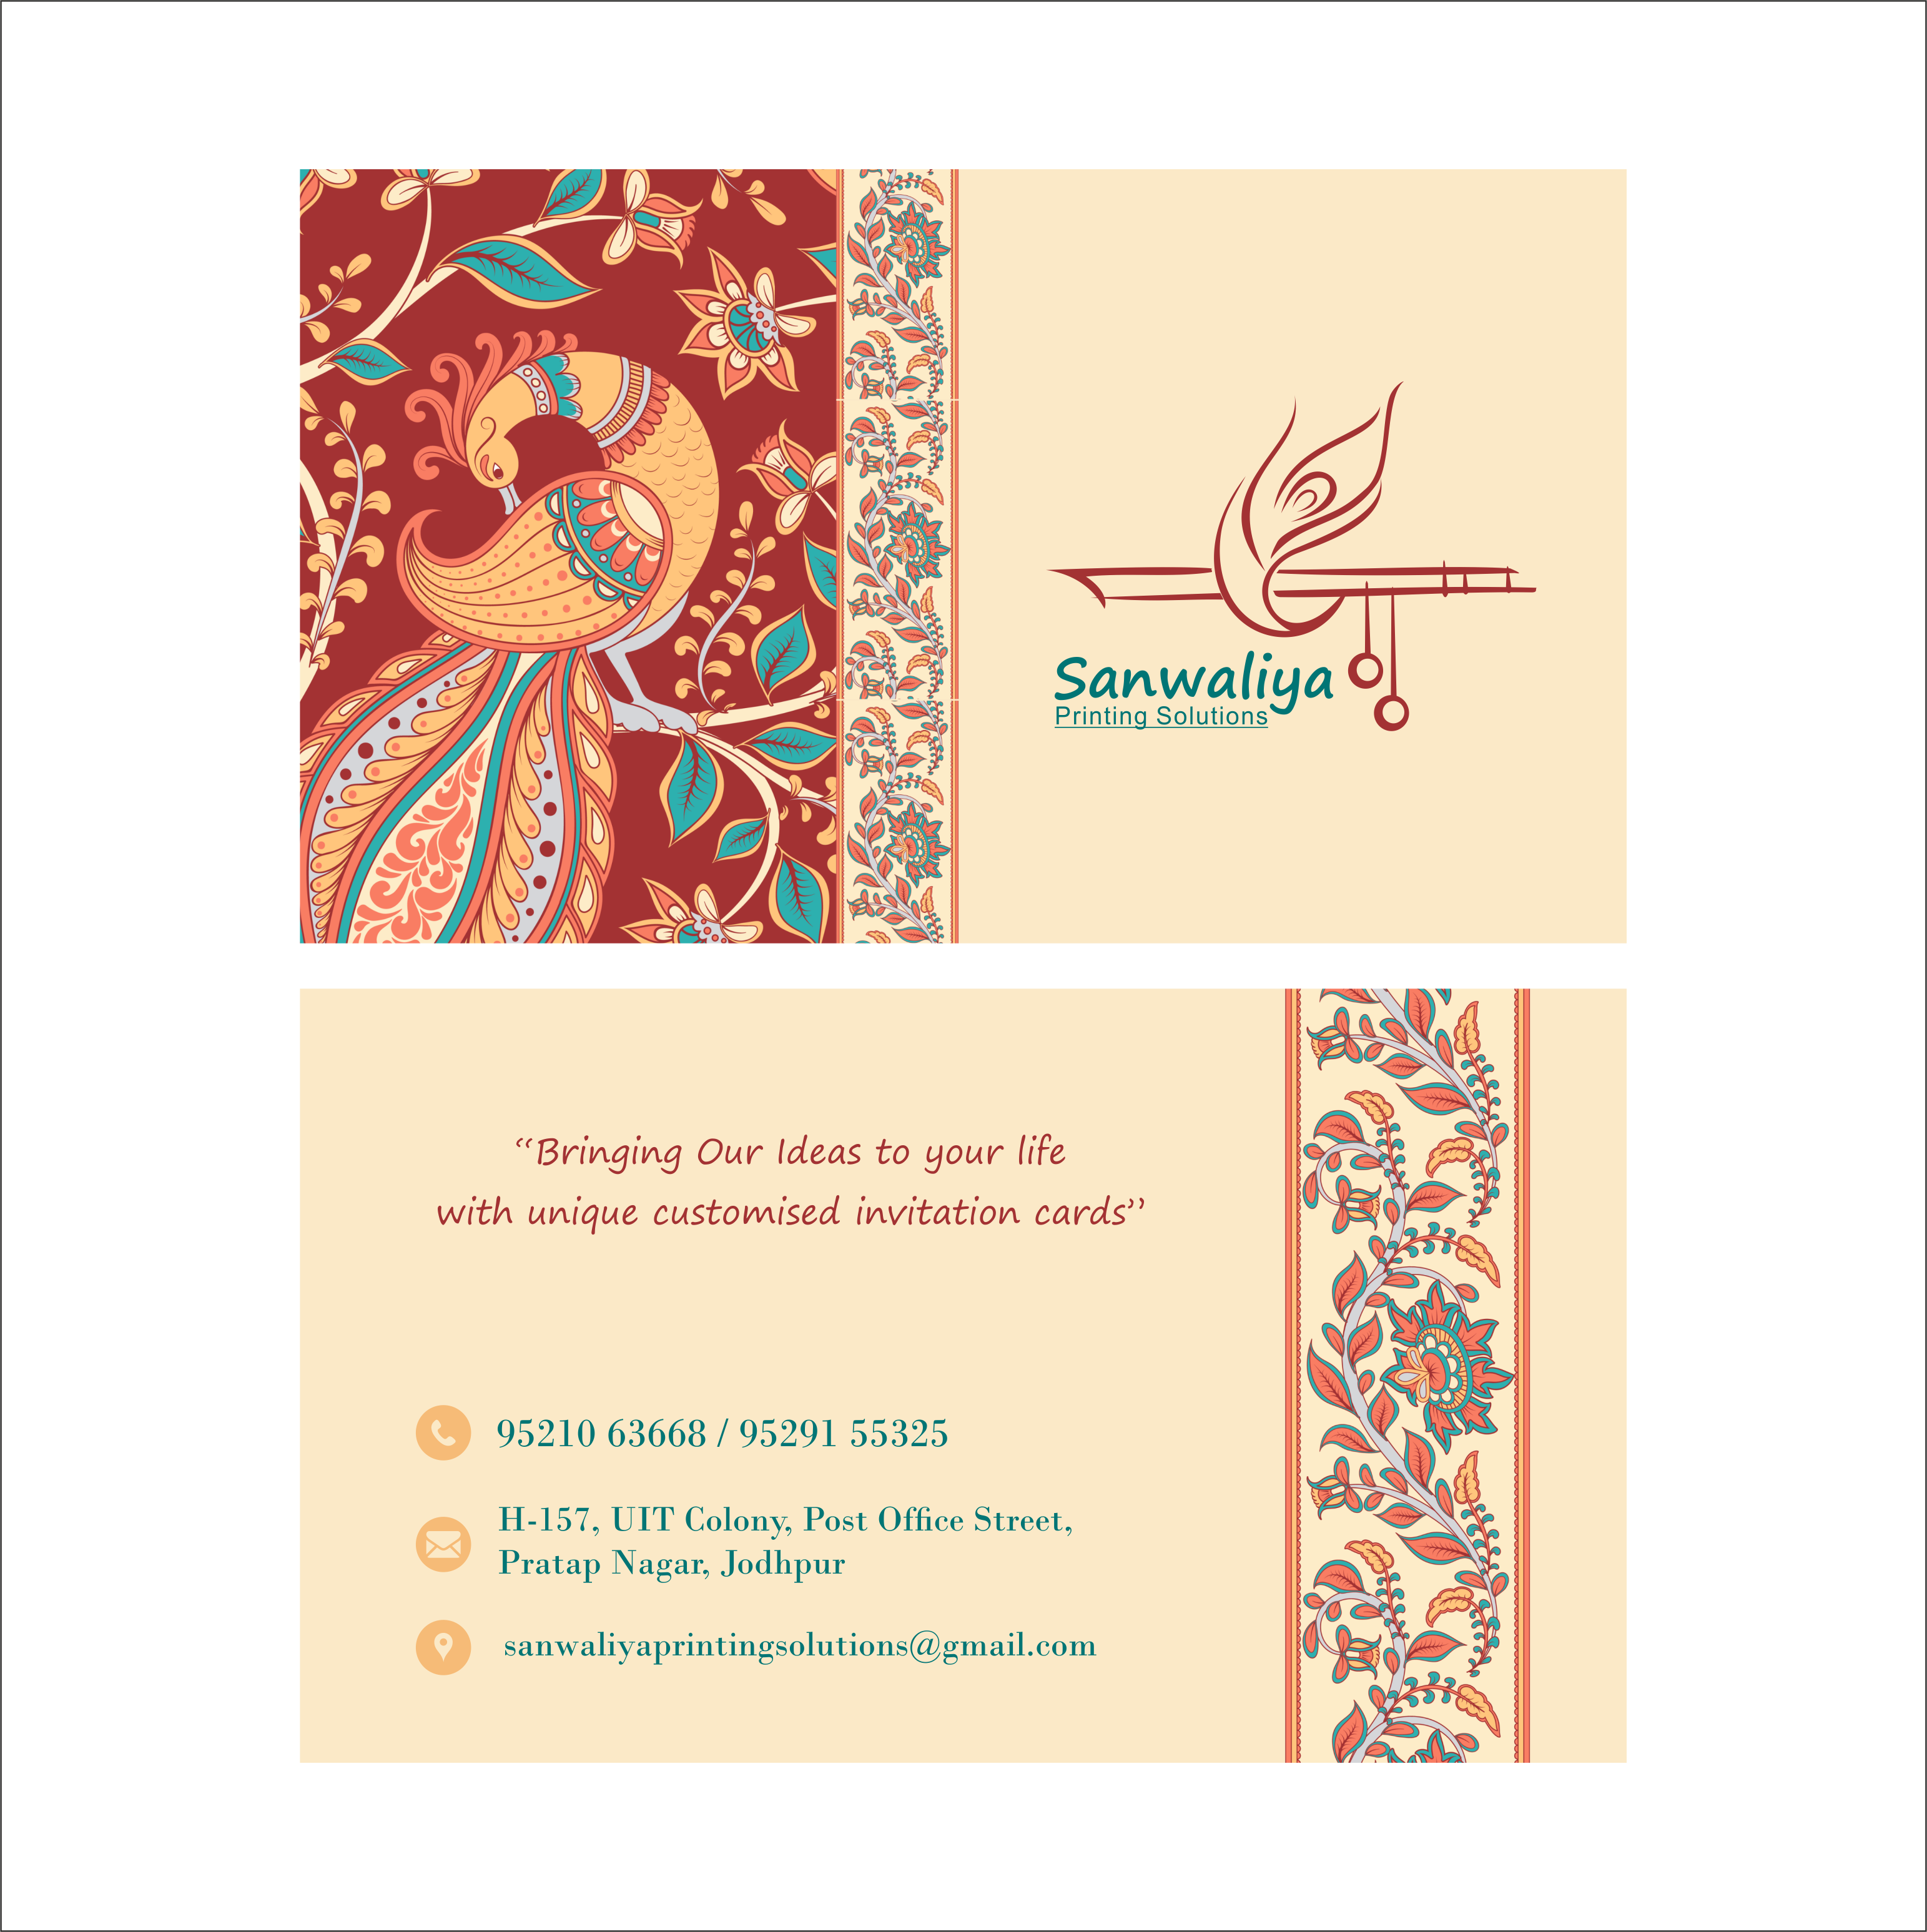 Sanwaliya
Printing Solutions
“Bringing Our Ideas to your life
with unique customised invitation cards”
95210 63668 / 95291 55325
H-157, UIT Colony, Post Office Street,
Pratap Nagar, Jodhpur
sanwaliyaprintingsolutions@gmail.com